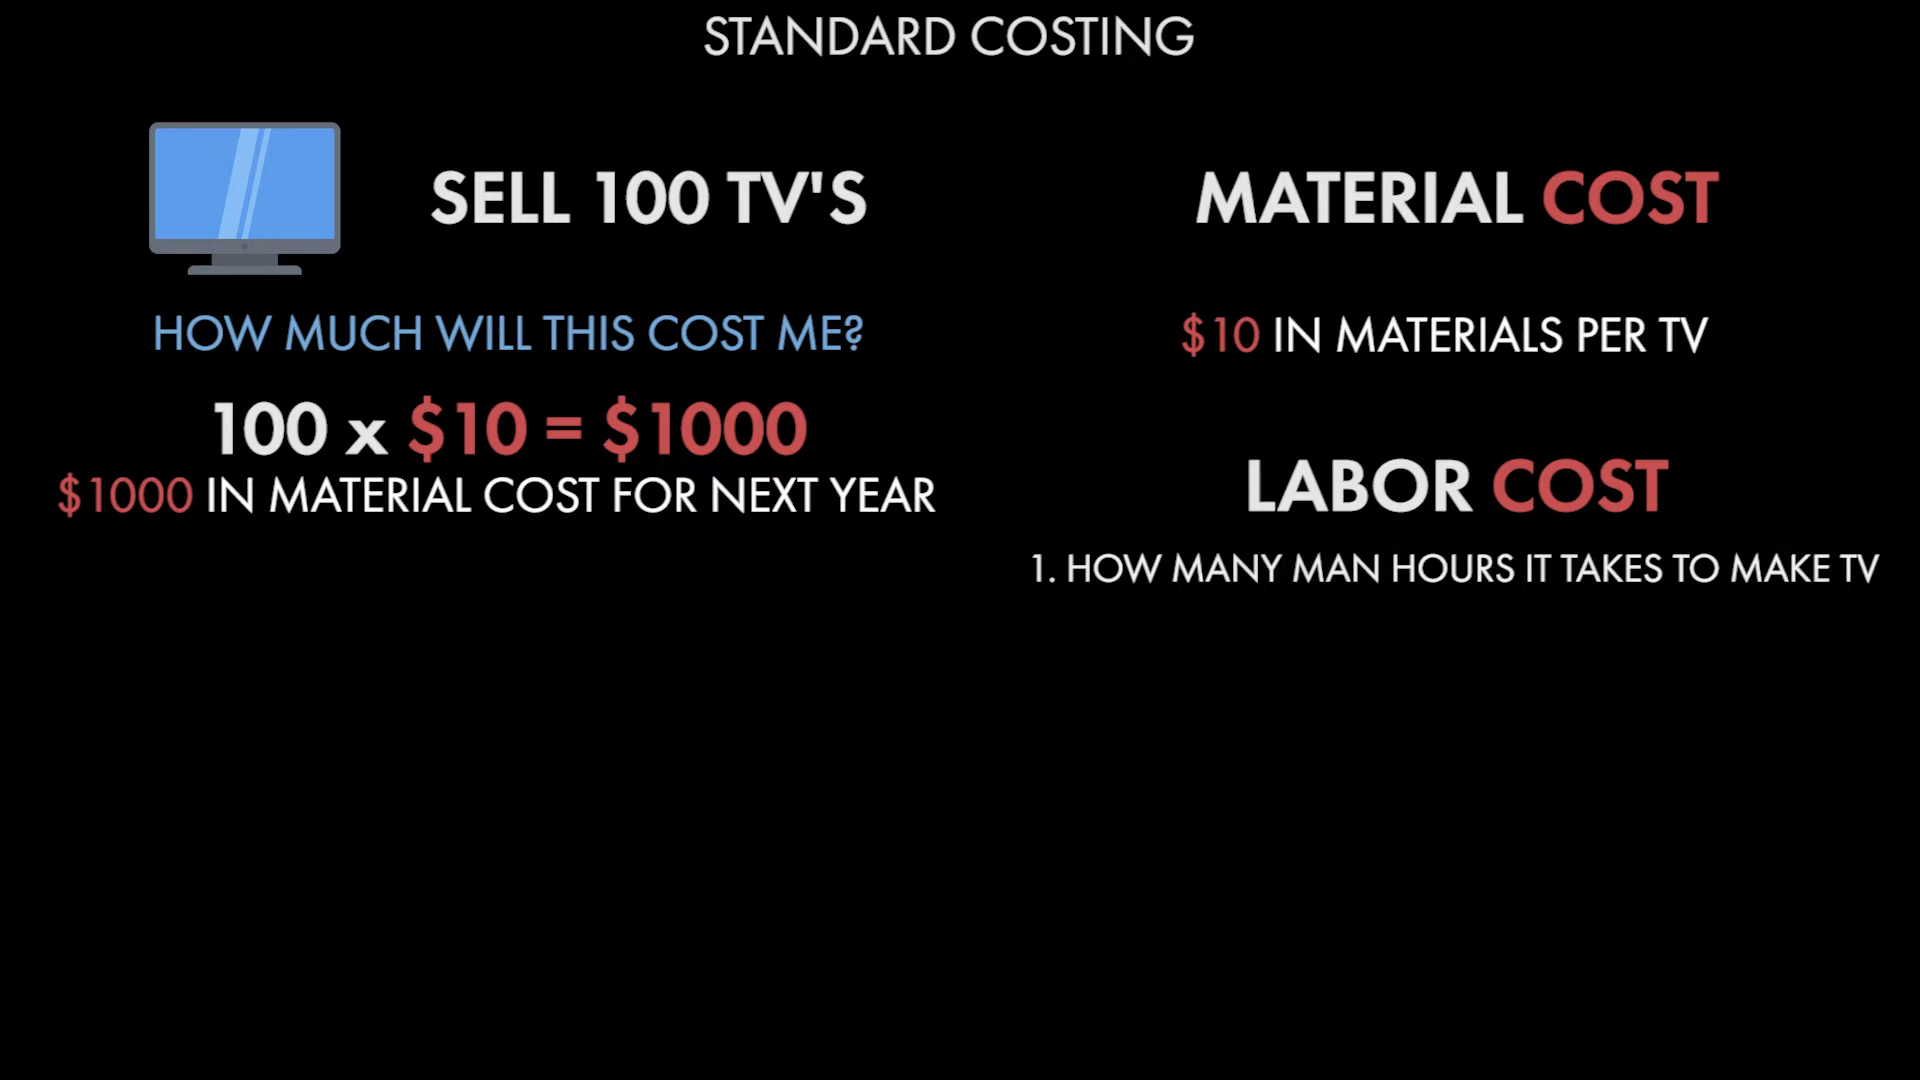 STANDARD COSTING
SELL 100 TV'S
HOW MUCH WILL THIS COST ME?
100 x $10 = $1000
$1000 IN MATERIAL COST FOR NEXT YEAR
MATERIAL COST
$10 IN MATERIALS PER TV
LABOR COST
1. HOW MANY MAN HOURS IT TAKES TO MAKE TV